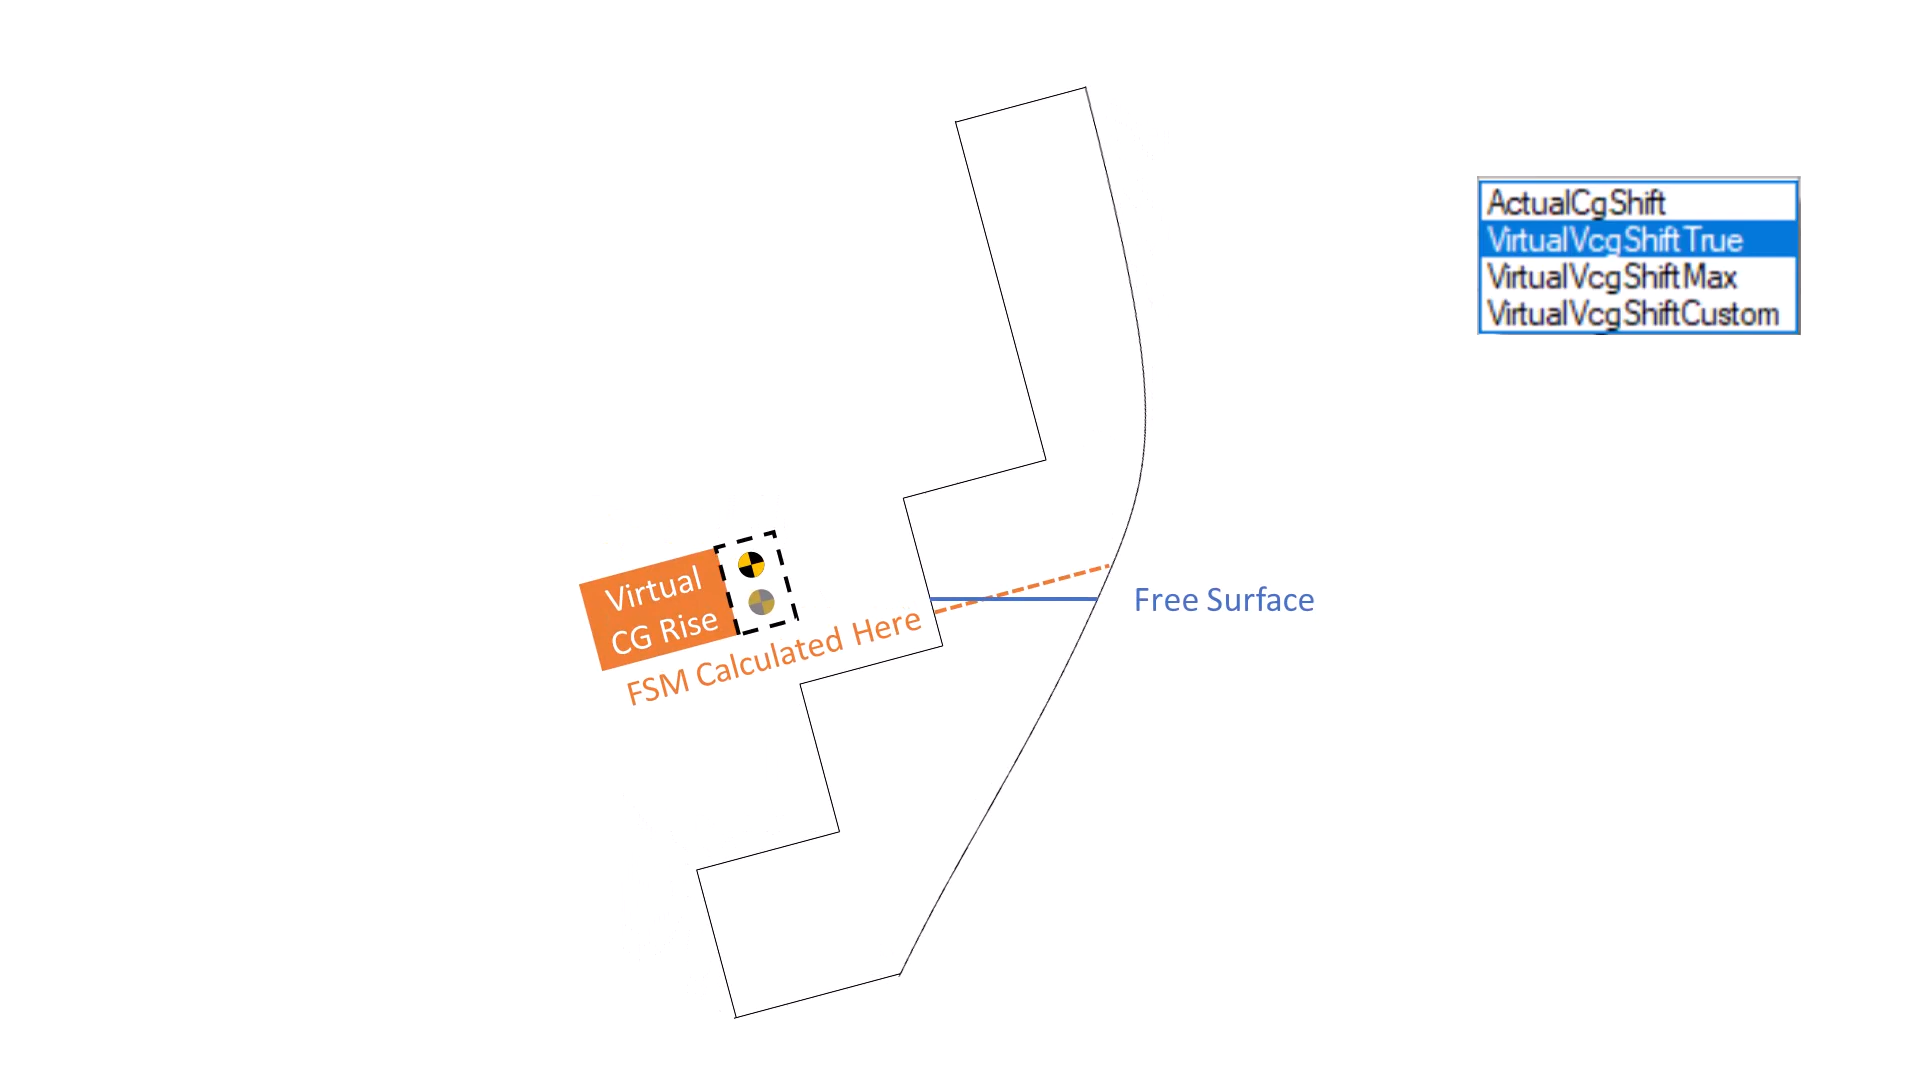 ActualCgShift
VirtualVcgShiftTrue
VirtualVcgShiftMax
VirtualVcgShiftCustom
Virtual
CG Rise
FSM Calculated Here
Free Surface